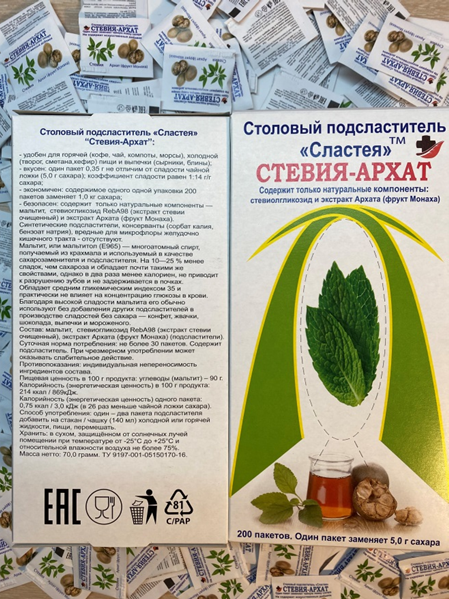 СТЕВИЯ-АРХАТ
Столовый подсластитель «Сластея"
"Стевия-Архат":
- удобен для горячей (кофе, чай, компоты, морсы), холодной
(творог, сметана,кефир) пищи и выпечки (сырники, блины).
- вкусен: один пакет 0,35 г не отличим от сладости чайной
ложки (5,0 г сахара); коэффициент сладости равен 1:14 г/г
сахара.
- экономичен: содержимое одного одной упаковки 200
пакетов заменяет 1,0 кг сахара;
- безопасен: содержит только натуральные компоненты —
мальтит, стевиолгликозид RebA98 (экстракт стевии
очищенный) и экстракт Архата (фрукт Монаха).
Синтетические подсластители, консерванты (сорбат калия,
бензоат натрия), вредные для микрофлоры желудочно
кишечного тракта - отсутствуют.
Мальтит, или мальтитол (E965) — многоатомный спирт,
получаемый из крахмала и используемый в качестве
сахарозаменителя и подсластителя. На 10—25 % менее
сладок, чем сахароза и обладает почти такими же
свойствами, однако в два раза менее калориен, не приводит
к разрушению зубов и не задерживается в почках.
Обладает средним гликемическим индексом 35 и
практически не влияет на концентрацию глюкозы в крови.
Благодаря высокой сладости мальтита его обычно
используют без добавления других подсластителей в
производстве сладостей без сахара — конфет, жвачки,
шоколада, выпечки и мороженого.
Состав: мальтит, стевиолгликозид RebA98 (экстракт стевии
очищенный), экстракт Архата (фрукт Монаха) (подсластители).
Суточная норма потребления: не более 30 пакетов. Содержит
подсластитель. При чрезмерном употреблении может
оказывать слабительное действие.
Противопоказания: индивидуальная непереносимость
ингредиентов состава.
Пищевая ценность в 100 г продукта: углеводы (мальтит) – 90 г.
Калорийность (энергетическая ценность) в 100 г продукта:
214 ккал / 869кДж.
Калорийность (энергетическая ценность) одного пакета:
0,75 ккал / 3,0 кДж (в 26 раз меньше чайной ложки сахара).
Способ употребления: один – два пакета подсластителя
добавить на стакан / чашку (140 мл) холодной или горячей
жидкости, пищи, перемешать.
Хранить: в сухом, защищённом от солнечных лучей
помещении при температуре от -25°C до +25°C и
относительной влажности воздуха не более 75%.
Масса нетто: 70,0 грамм. ТУ 9197-001-05150170-16.
EAC
81
C/PAP
Столовый подсластитель
«Сластея» ТМ
СТЕВИЯ-АРХАТ
Содержит только натуральные компоненты:
стевиолгликозид и экстракт Архата (фрукт Монаха)
200 пакетов. Один пакет заменяет 5,0 г сахара